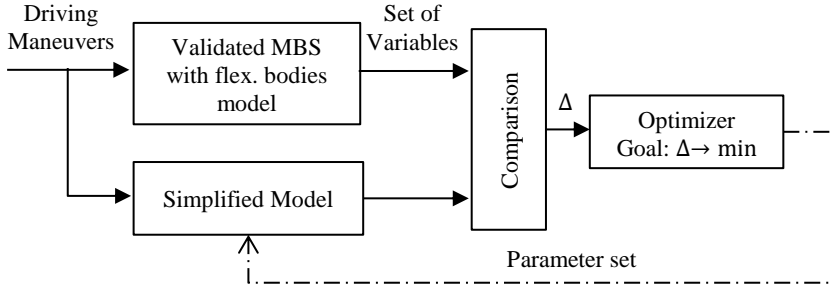 Driving
Maneuvers
Validated MBS
with flex. bodies
model
Set of
Variables
Simplified Model
Comparison
Δ
Optimizer
Goal: Δ→ min
Parameter set